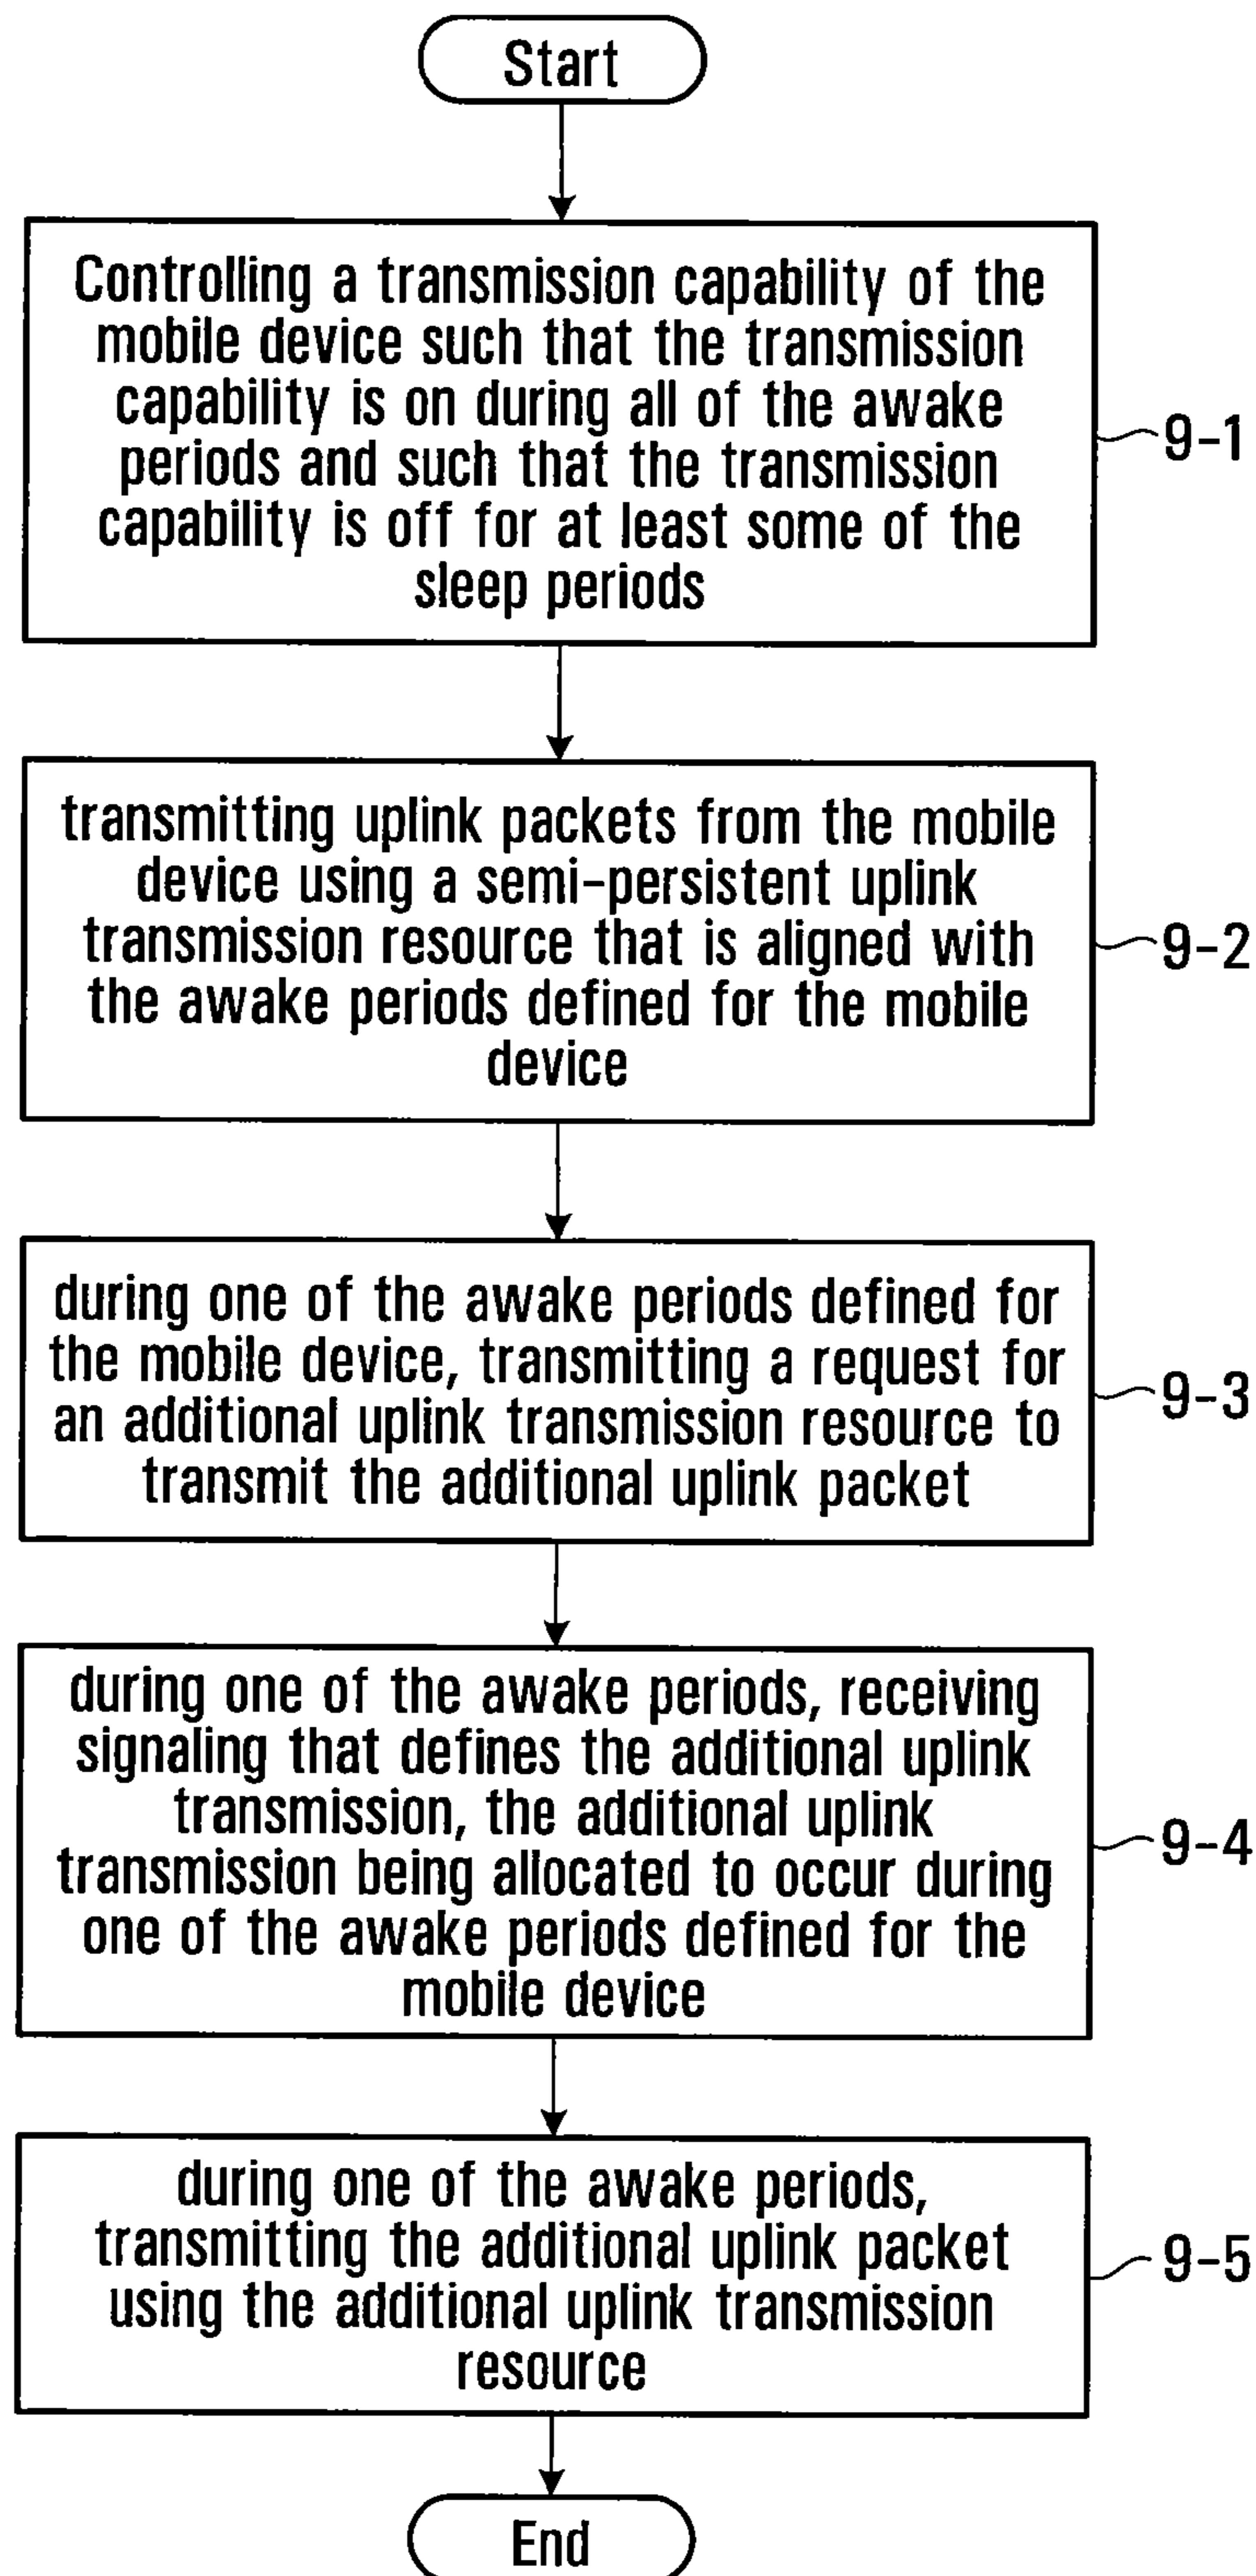 Start
Controlling a transmission capability of the
mobile device such that the transmission
capability is on during all of the awake
periods and such that the transmission
capability is off for at least some of the
sleep periods
9-1
transmitting uplink packets from the mobile
device using a semi-persistent uplink
transmission resource that is aligned with
the awake periods defined for the mobile
device
9-2
during one of the awake periods defined for
the mobile device, transmitting a request for
an additional uplink transmission resource to
transmit the additional uplink packet
9-3
during one of the awake periods, receiving
signaling that defines the additional uplink
transmission, the additional uplink
transmission being allocated to occur during
one of the awake periods defined for the
mobile device
9-4
during one of the awake periods,
transmitting the additional uplink packet
using the additional uplink transmission
resource
9-5
End